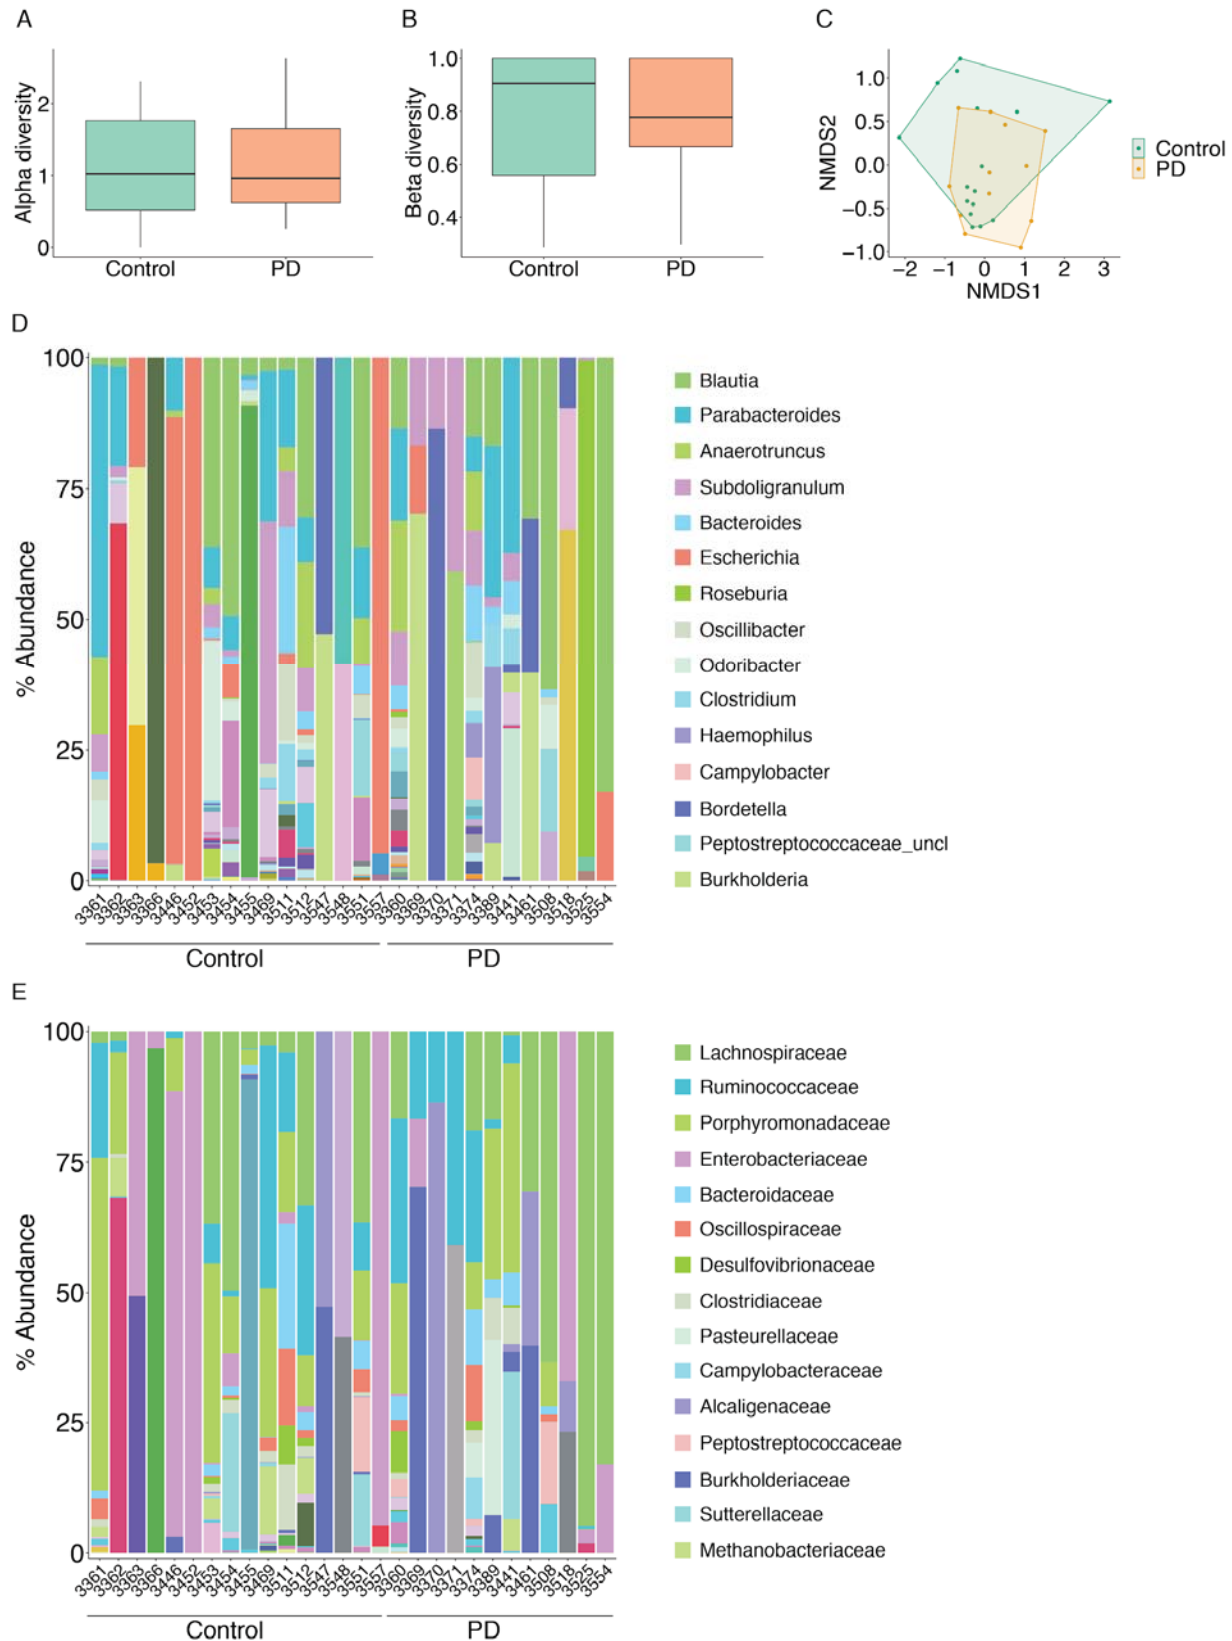 A
B
C
Alpha diversity
2
1
0
Control
PD
Beta diversity
1.0
0.8
0.6
0.4
Control
PD
NMDS2
1.0
0.5
0.0
−0.5
−1.0
−2
−1
0
1
2
3
NMDS1
Control
PD
D
% Abundance
100
75
50
25
0
3361
3362
3363
3366
3446
3452
3453
3454
3455
3469
3511
3512
3547
3548
3551
3557
3360
3369
3370
3371
3374
3389
3441
3461
3508
3518
3525
3554
Control
PD
Blautia
Parabacteroides
Anaerotruncus
Subdoligranulum
Bacteroides
Escherichia
Roseburia
Oscillibacter
Odoribacter
Clostridium
Haemophilus
Campylobacter
Bordetella
Peptostreptococcaceae_uncl
Burkholderia
E
% Abundance
100
75
50
25
0
3361
3362
3363
3366
3446
3452
3453
3454
3455
3469
3511
3512
3547
3548
3551
3557
3360
3369
3370
3371
3374
3389
3441
3461
3508
3518
3525
3554
Control
PD
Lachnospiraceae
Ruminococcaceae
Porphyromonadaceae
Enterobacteriaceae
Bacteroidaceae
Oscillospiraceae
Desulfovibrionaceae
Clostridiaceae
Pasteurellaceae
Campylobacteraceae
Alcaligenaceae
Peptostreptococcaceae
Burkholderiaceae
Sutterellaceae
Methanobacteriaceae